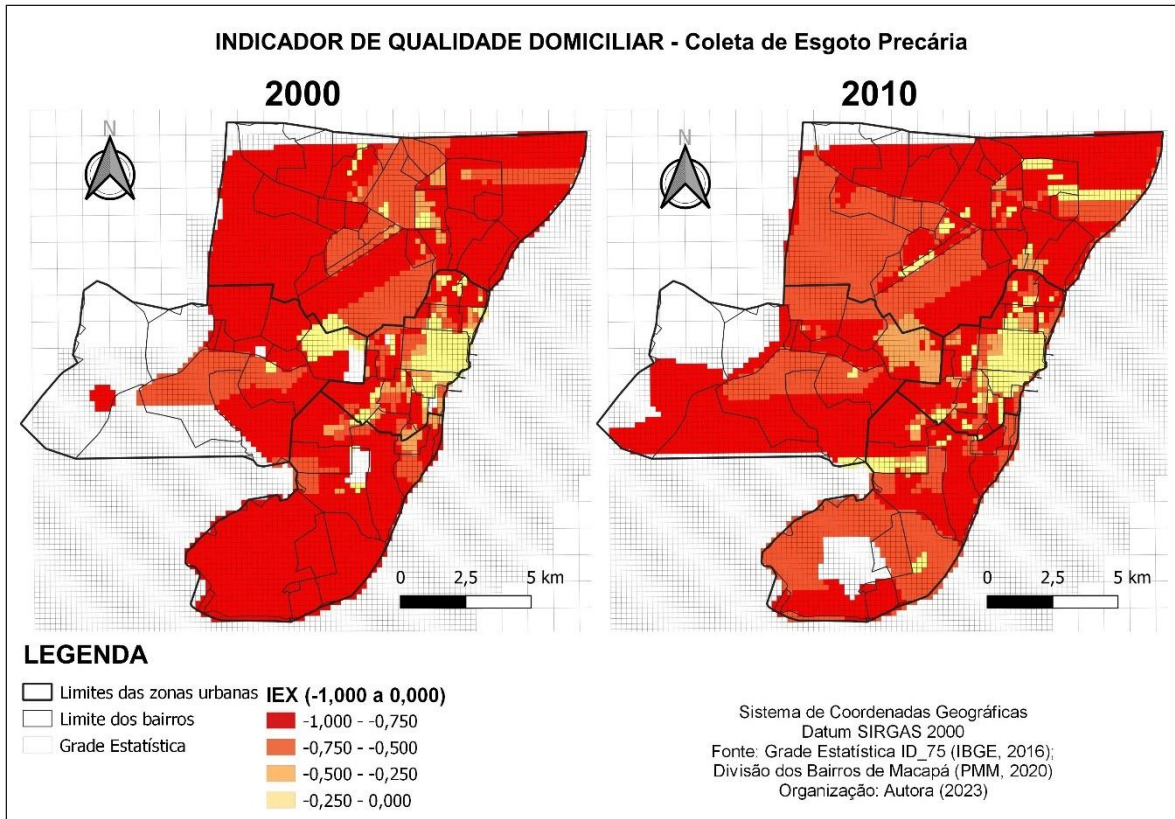 INDICADOR DE QUALIDADE DOMICILIAR - Coleta de Esgoto Precária
2000
2010
N
N
0 2,5 5 km
0 2,5 5 km
LEGENDA
Limites das zonas urbanas
Limite dos bairros
Grade Estatística
IEX (-1,000 a 0,000)
-1,000 - -0,750
-0,750 - -0,500
-0,500 - -0,250
-0,250 - 0,000
Sistema de Coordenadas Geográficas
Datum SIRGAS 2000
Fonte: Grade Estatística ID_75 (IBGE, 2016);
Divisão dos Bairros de Macapá (PMM, 2020)
Organização: Autora (2023)